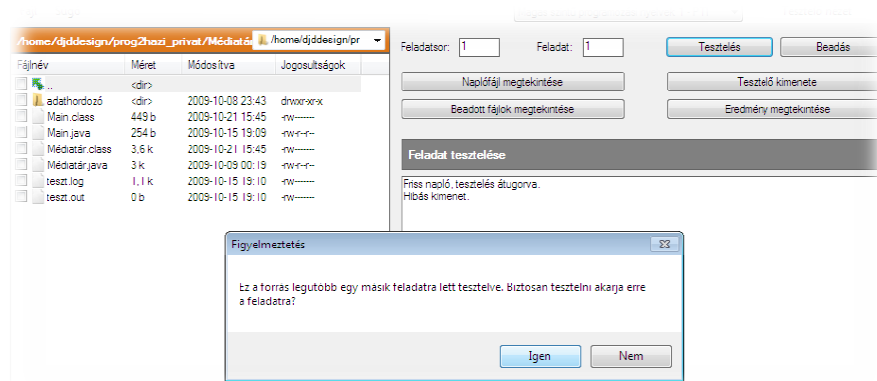 /home/djddesign/prog2hazi_privat/Médiatár
/home/djddesign/pr
Fájlnév Méret Módosítva Jogosultságok
.. <dir>
adathordozó <dir> 2009-10-08 23:43 drwxr-xr-x
Main.class 449 b 2009-10-21 15:45 -rw-------
Main.java 254 b 2009-10-15 19:09 -rw-r--r--
Médiatár.class 3,6 k 2009-10-21 15:45 -rw-------
Médiatár.java 3 k 2009-10-09 00:19 -rw-r--r--
teszt.log 1,1 k 2009-10-15 19:10 -rw-------
teszt.out 0 b 2009-10-15 19:10 -rw-------
Feladatsor: 1 Feladat: 1 Tesztelés Beadás
Naplófájl megtekintése Tesztelő kimenete
Beadott fájlok megtekintése Eredmény megtekintése
Feladat tesztelése
Friss napló, tesztelés átugorva.
Hibás kimenet.
Figyelmeztetés
Ez a forrás legutóbb egy másik feladatra lett tesztelve. Biztosan tesztelni akarja erre
a feladatra?
Igen Nem